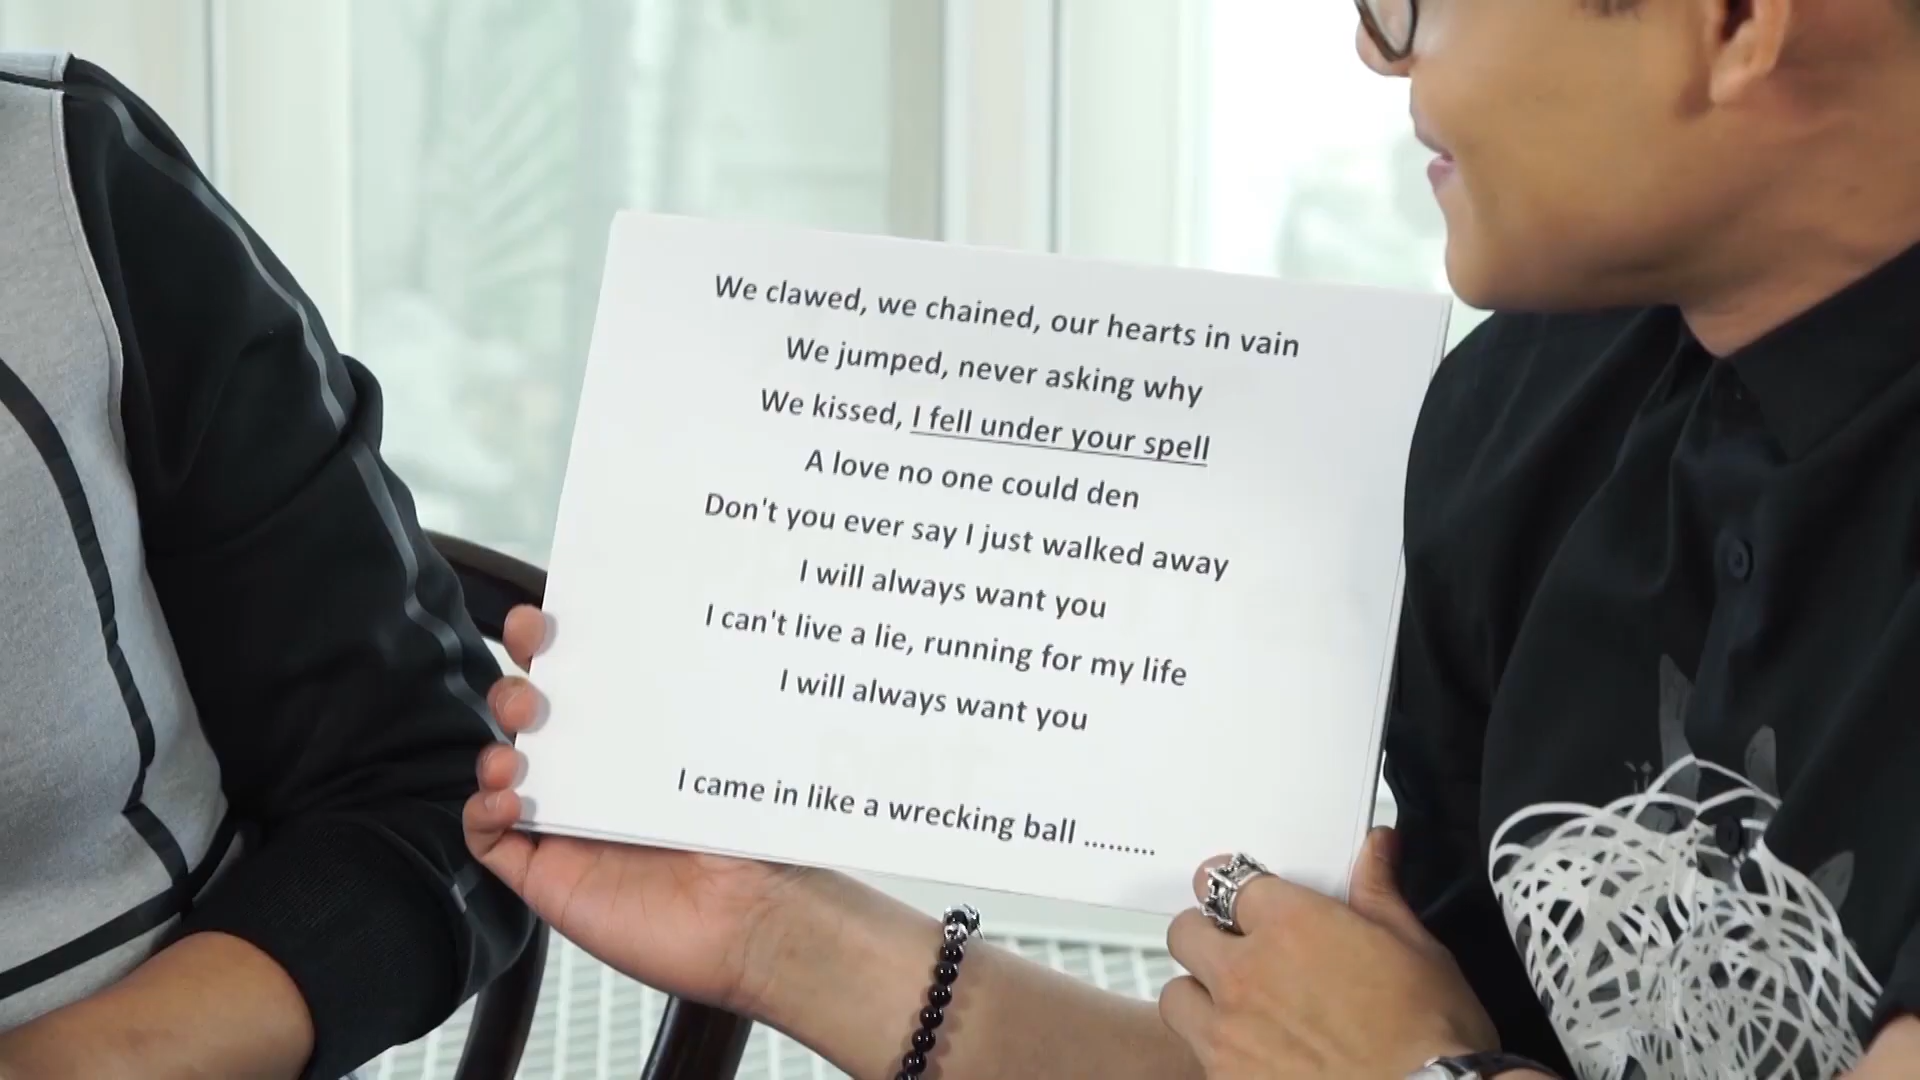 We clawed, we chained, our hearts in vain
We jumped, never asking why
We kissed, I fell under your spell
A love no one could den
Don't you ever say I just walked away
I will always want you
I can't live a lie, running for my life
I will always want you
I came in like a wrecking ball .........